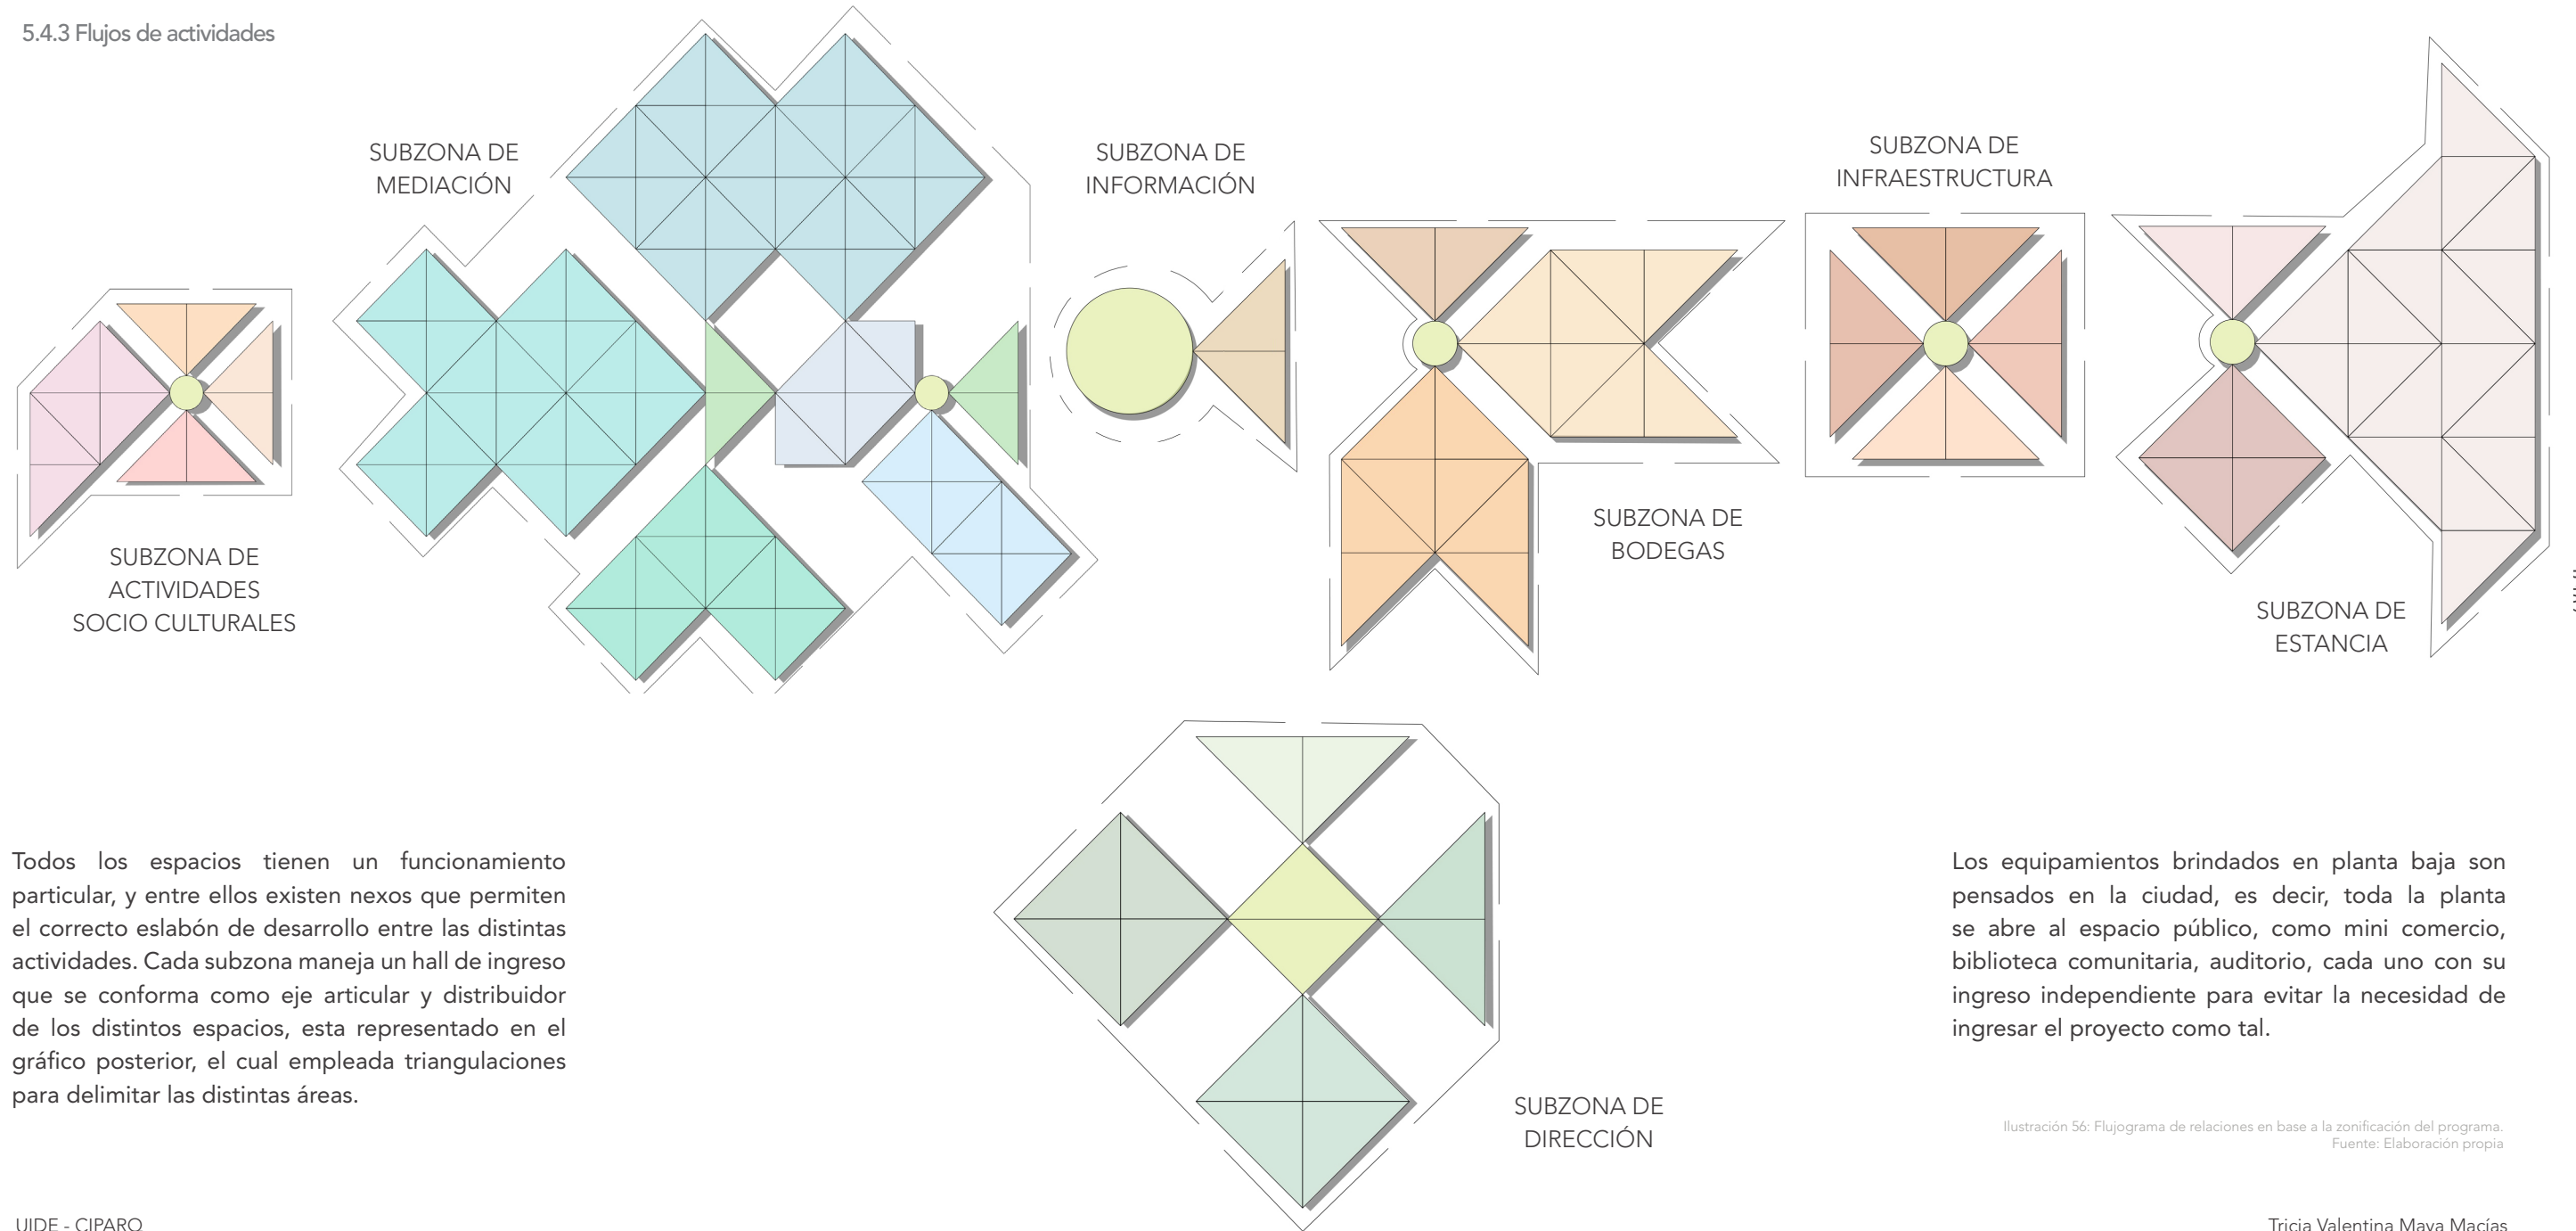 5.4.3 Flujos de actividades
SUBZONA DE
MEDIACIÓN
SUBZONA DE
INFORMACIÓN
SUBZONA DE
INFRAESTRUCTURA
SUBZONA DE
ACTIVIDADES
SOCIO CULTURALES
SUBZONA DE
BODEGAS
SUBZONA DE
ESTANCIA
SUBZONA DE
DIRECCIÓN
Todos los espacios tienen un funcionamiento
particular, y entre ellos existen nexos que permiten
el correcto eslabón de desarrollo entre las distintas
actividades. Cada subzona maneja un hall de ingreso
que se conforma como eje articular y distribuidor
de los distintos espacios, esta representado en el
gráfico posterior, el cual empleada triangulaciones
para delimitar las distintas áreas.
Los equipamientos brindados en planta baja son
pensados en la ciudad, es decir, toda la planta
se abre al espacio público, como mini comercio,
biblioteca comunitaria, auditorio, cada uno con su
ingreso independiente para evitar la necesidad de
ingresar el proyecto como tal.
Ilustración 56: Flujograma de relaciones en base a la zonificación del programa.
Fuente: Elaboración propia
UIDE - CIPARQ
Tricia Valentina Maya Macías